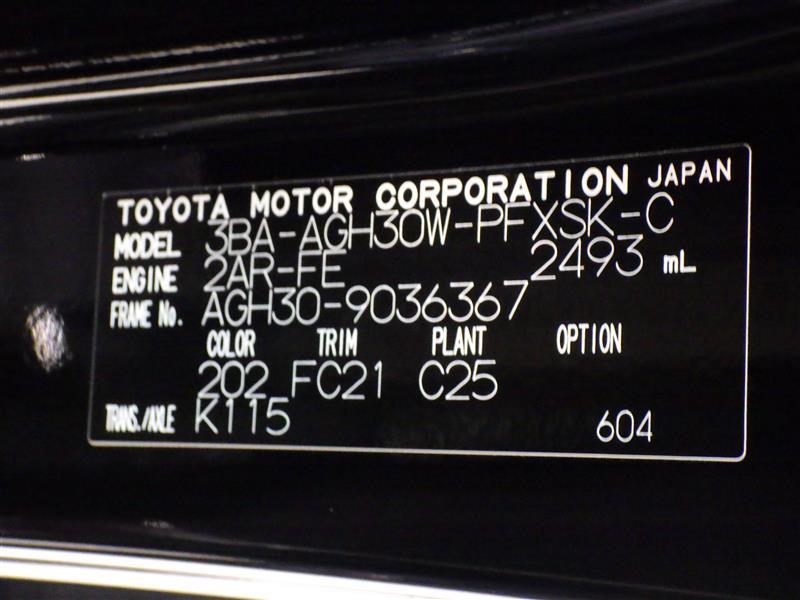 TOYOTA MOTOR CORPORATION JAPAN
MODEL 3BA-AGH30W-PFXSK-C
ENGINE 2AR-FE 2493 mL
FRAME No. AGH30-9036367
COLOR TRIM PLANT OPTION
202 FC21 C25
TRANS./AXLE K115 604